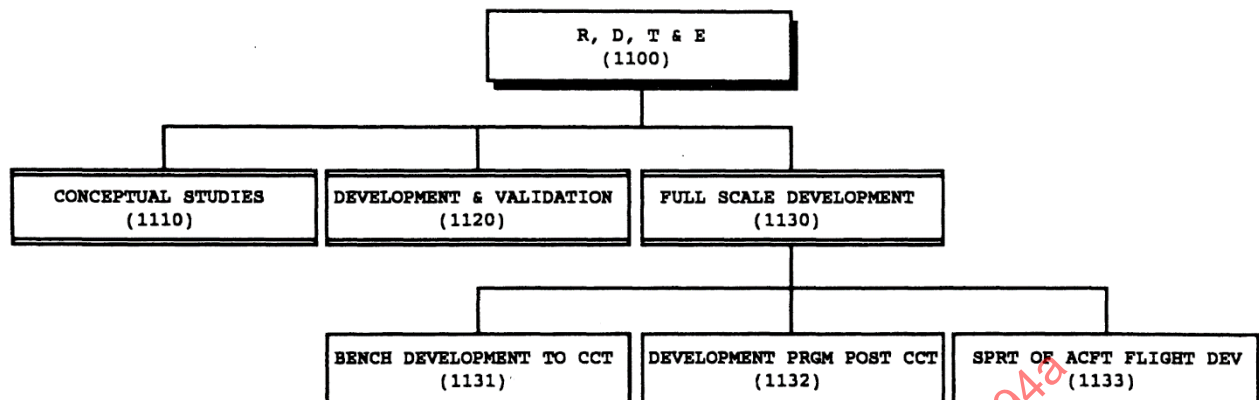 R, D, T & E
(1100)
CONCEPTUAL STUDIES
(1110)
DEVELOPMENT & VALIDATION
(1120)
FULL SCALE DEVELOPMENT
(1130)
BENCH DEVELOPMENT TO CCT
(1131)
DEVELOPMENT PRGM POST CCT
(1132)
SPRT OF ACFT FLIGHT DEV
(1133)
04a